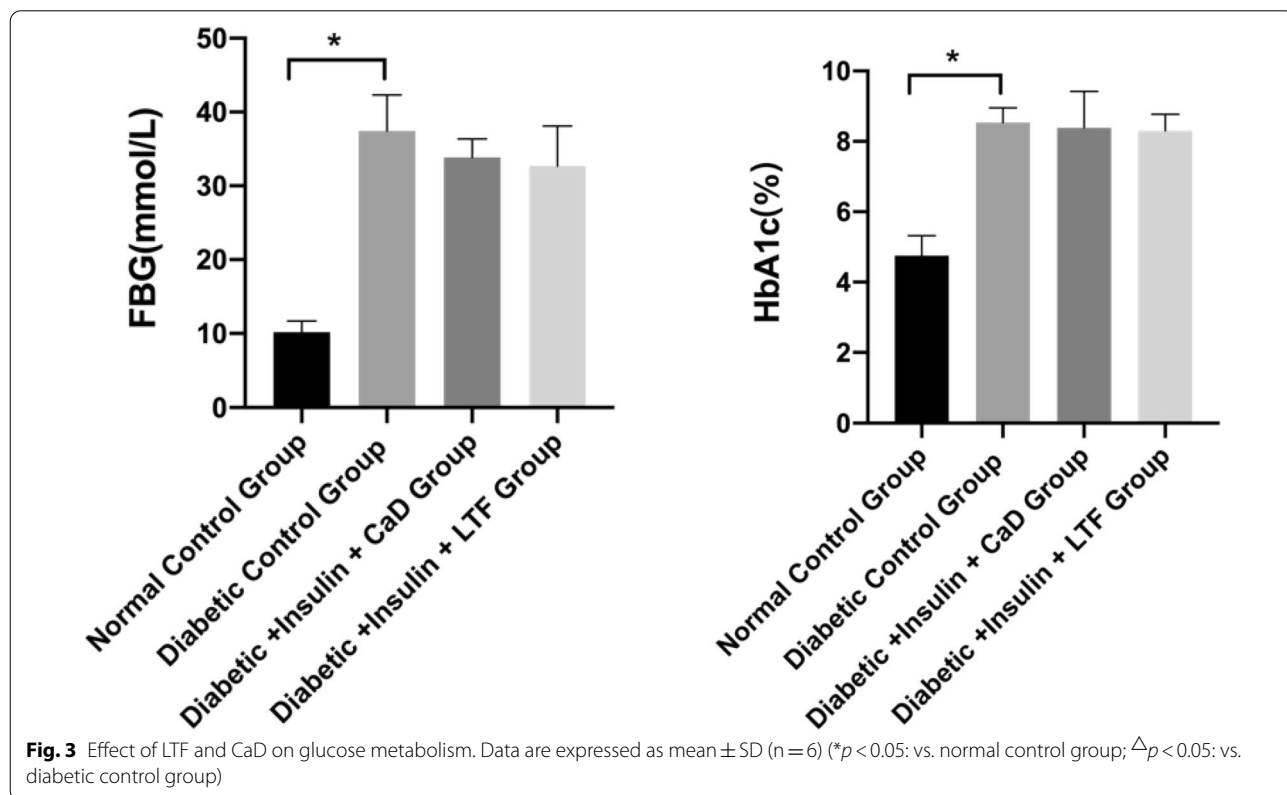 50
40
30
20
10
0
FBG(mmol/L)
*
Normal Control Group
Diabetic Control Group
Diabetic +Insulin + CaD Group
Diabetic +Insulin + LTF Group
10
8
6
4
2
0
HbA1c(%)
*
Normal Control Group
Diabetic Control Group
Diabetic +Insulin + CaD Group
Diabetic +Insulin + LTF Group
Fig. 3 Effect of LTF and CaD on glucose metabolism. Data are expressed as mean ± SD (n = 6) (*p < 0.05: vs. normal control group; △p < 0.05: vs.
diabetic control group)